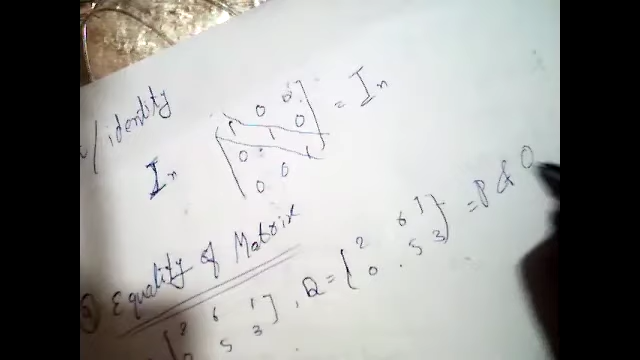 / identity
In [1 0 0
0 1 0
0 0 1] = In
Equality of Matrix
[2 6 1
0 5 3], Q = [2 6 1
0 5 3] = P &